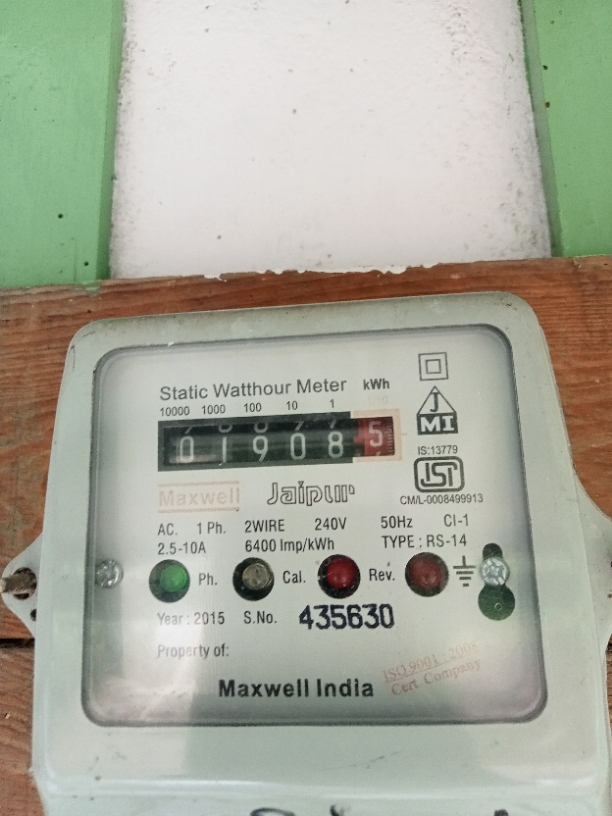 Static Watthour Meter kWh
10000 1000 100 10 1
0 1 9 0 8 5
J
MI
IS:13779
ISI
CM/L-0008499913
Maxwell Jaipur
AC. 1 Ph. 2WIRE 240V 50Hz Cl-1
2.5-10A 6400 Imp/kWh TYPE : RS-14
Ph. Cal. Rev.
Year : 2015 S.No. 435630
Property of:
ISO 9001 : 2008
Cert Company
Maxwell India